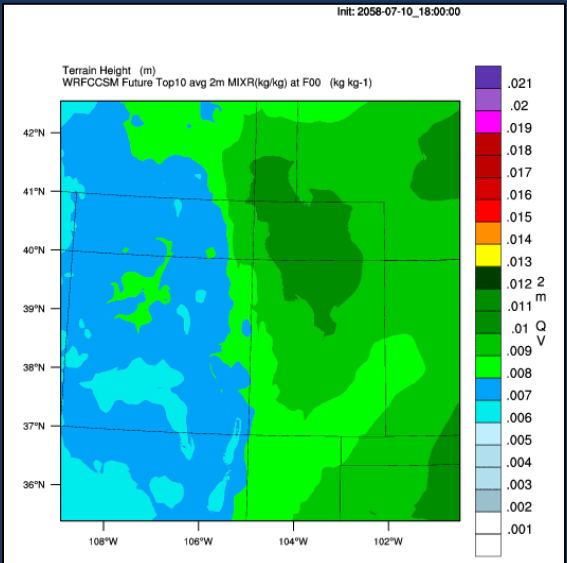 Init: 2058-07-10_18:00:00
Terrain Height (m)
WRFCCSM Future Top10 avg 2m MIXR(kg/kg) at F00 (kg kg-1)
42°N
41°N
40°N
39°N
38°N
37°N
36°N
108°W
106°W
104°W
102°W
.021
.02
.019
.018
.017
.016
.015
.014
.013
.012
.011
.01
.009
.008
.007
.006
.005
.004
.003
.002
.001
2
m
Q
V